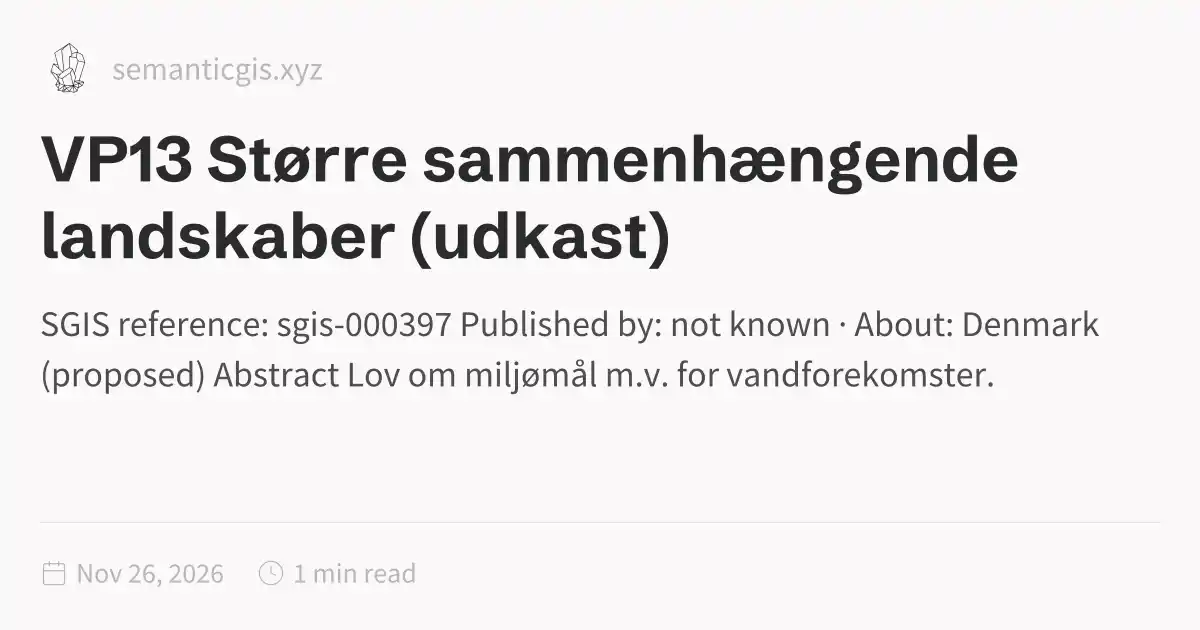 semanticgis.xyz
VP13 Større sammenhængende
landskaber (udkast)
SGIS reference: sgis-000397 Published by: not known · About: Denmark
(proposed) Abstract Lov om miljømål m.v. for vandforekomster.
Nov 26, 2026 1 min read